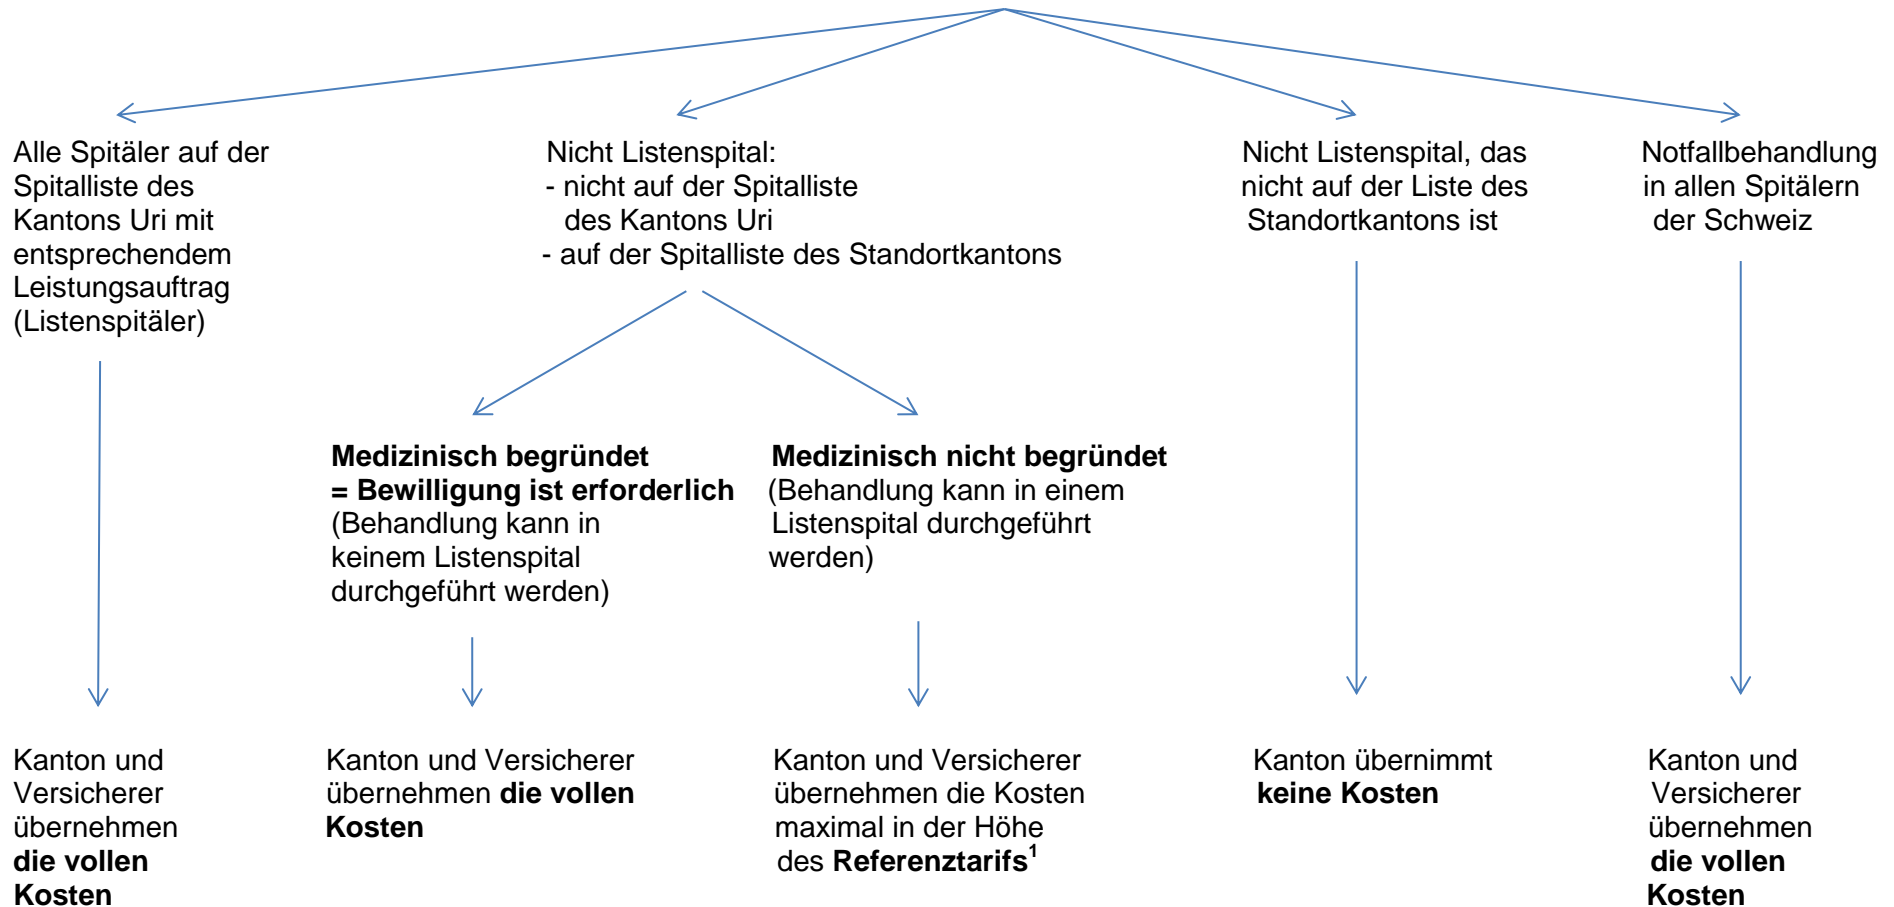 Alle Spitäler auf der
Spitalliste des
Kantons Uri mit
entsprechendem
Leistungsauftrag
(Listenspitäler)
Nicht Listenspital:
- nicht auf der Spitalliste
des Kantons Uri
- auf der Spitalliste des Standortkantons
Nicht Listenspital, das
nicht auf der Liste des
Standortkantons ist
Notfallbehandlung
in allen Spitälern
der Schweiz
Medizinisch begründet
= Bewilligung ist erforderlich
(Behandlung kann in
keinem Listenspital
durchgeführt werden)
Medizinisch nicht begründet
(Behandlung kann in einem
Listenspital durchgeführt
werden)
Kanton und
Versicherer
übernehmen
die vollen
Kosten
Kanton und Versicherer
übernehmen die vollen
Kosten
Kanton und Versicherer
übernehmen die Kosten
maximal in der Höhe
des Referenztarifs¹
Kanton übernimmt
keine Kosten
Kanton und
Versicherer
übernehmen
die vollen
Kosten